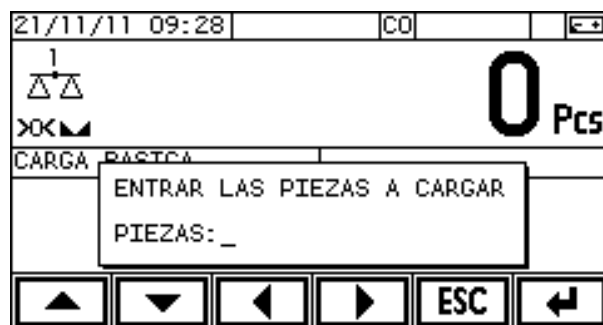 21/11/11 09:28 CO
1
0 Pcs
CARGA BASICA
ENTRAR LAS PIEZAS A CARGAR
PIEZAS:_
ESC